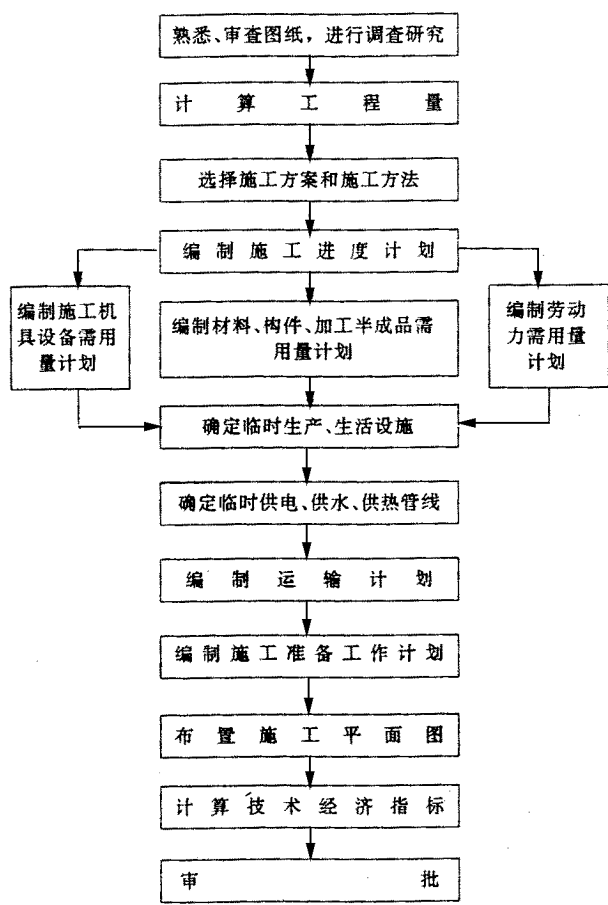 熟悉、审查图纸，进行调查研究
计算工程量
选择施工方案和施工方法
编制施工进度计划
编制施工机
具设备需用
量计划
编制材料、构件、加工半成品需
用量计划
编制劳动
力需用量
计划
确定临时生产、生活设施
确定临时供电、供水、供热管线
编制运输计划
编制施工准备工作计划
布置施工平面图
计算技术经济指标
审批